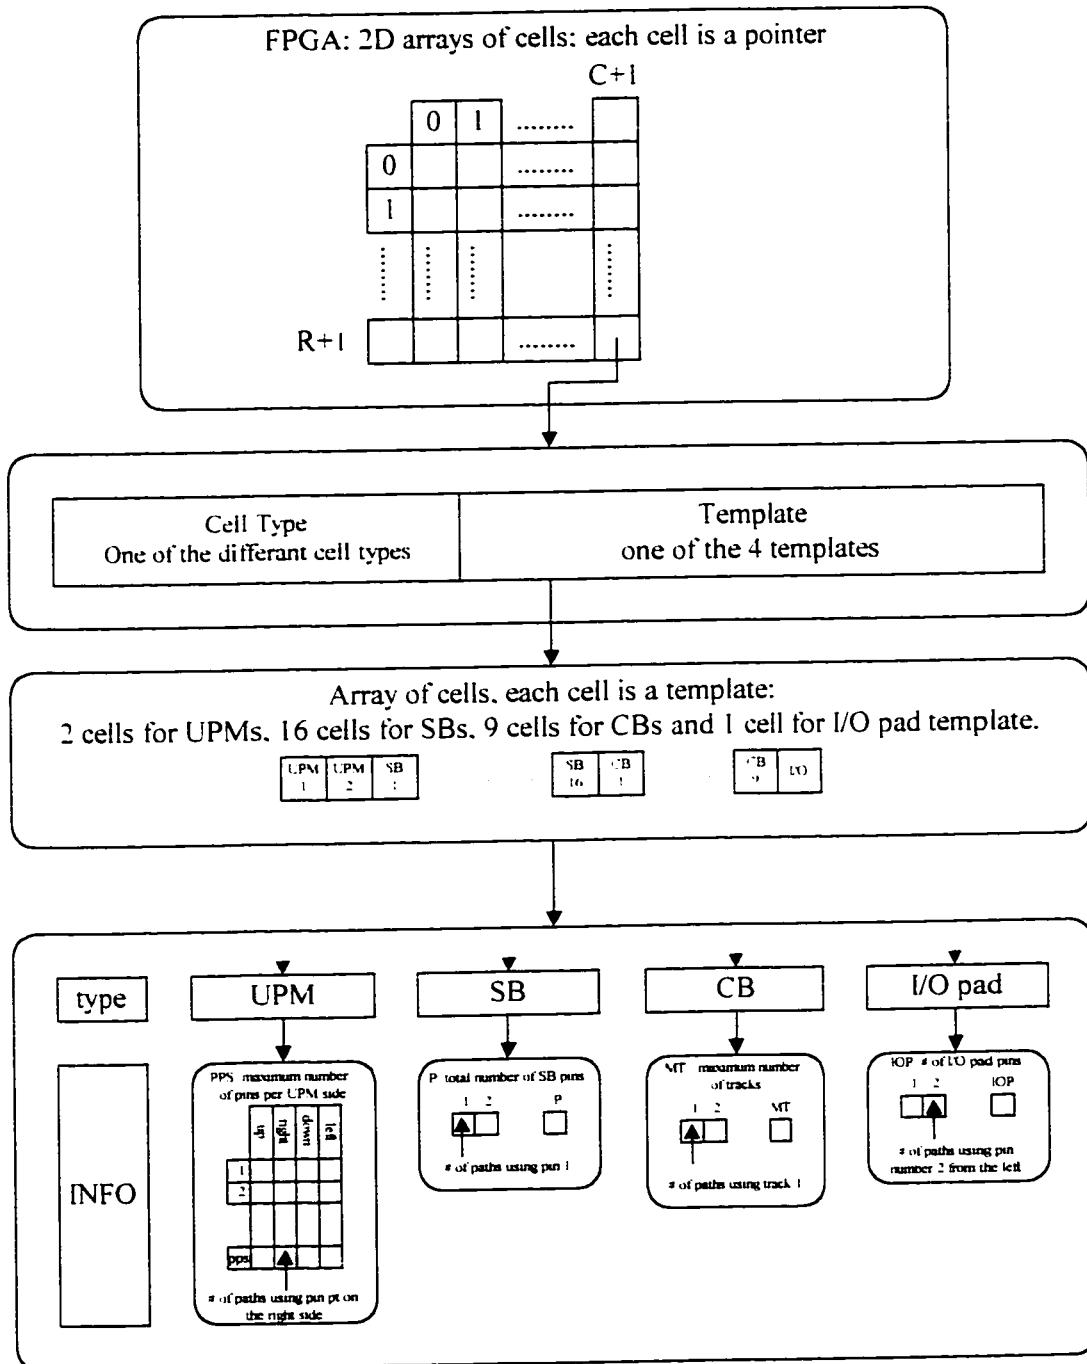 FPGA: 2D arrays of cells: each cell is a pointer
C+1
0 1 ........
0 ........
1 ........
R+1 ........
Cell Type
One of the differant cell types
Template
one of the 4 templates
Array of cells, each cell is a template:
2 cells for UPMs, 16 cells for SBs, 9 cells for CBs and 1 cell for I/O pad template.
UPM UPM SB SB CB CB I/O
1 2 1 16 1 9
type UPM SB CB I/O pad
INFO
PPS maximum number
of pins per UPM side
up right down left
1
2
pps
# of paths using pin pt on
the right side
P total number of SB pins
1 2 P
# of paths using pin 1
MT maximum number
of tracks
1 2 MT
# of paths using track 1
IOP # of I/O pad pins
1 2 IOP
# of paths using pin
number 2 from the left